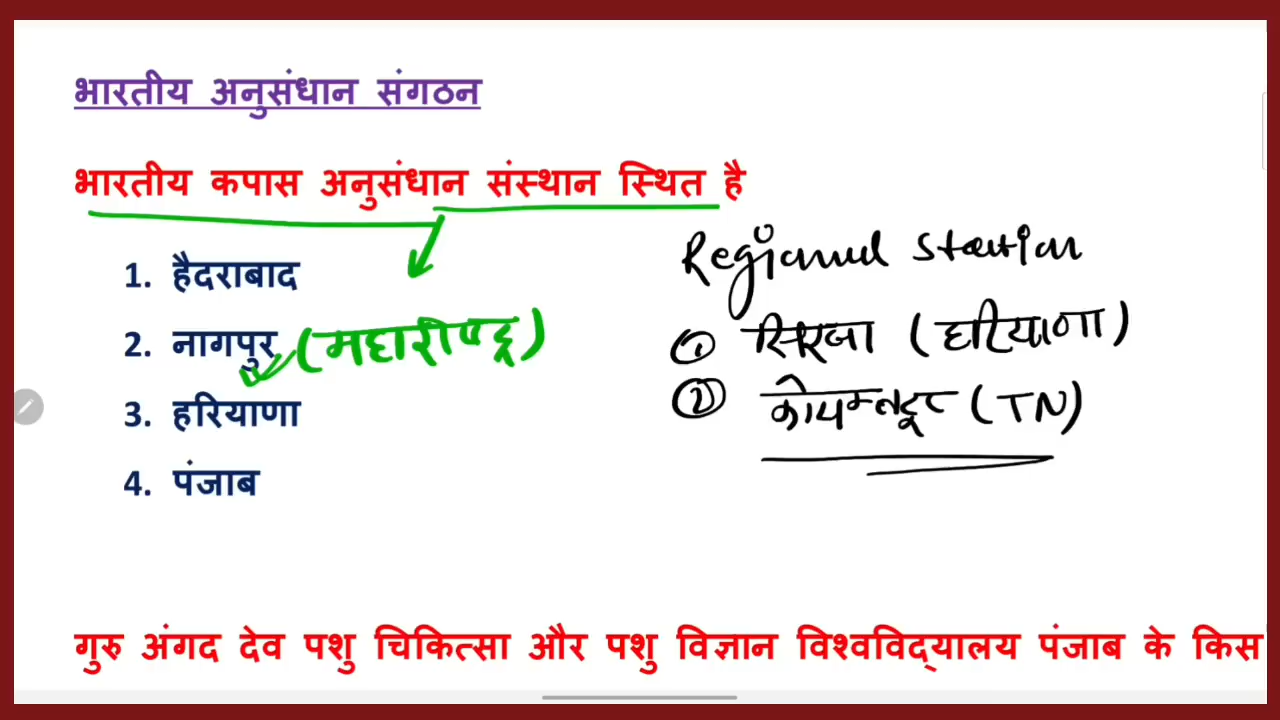 भारतीय अनुसंधान संगठन
भारतीय कपास अनुसंधान संस्थान स्थित है
1. हैदराबाद
2. नागपुर (महाराष्ट्र)
3. हरियाणा
4. पंजाब
Regional Station
① सिरसा (हरियाणा)
② कोयम्बटूर (TN)
गुरु अंगद देव पशु चिकित्सा और पशु विज्ञान विश्वविद्यालय पंजाब के किस